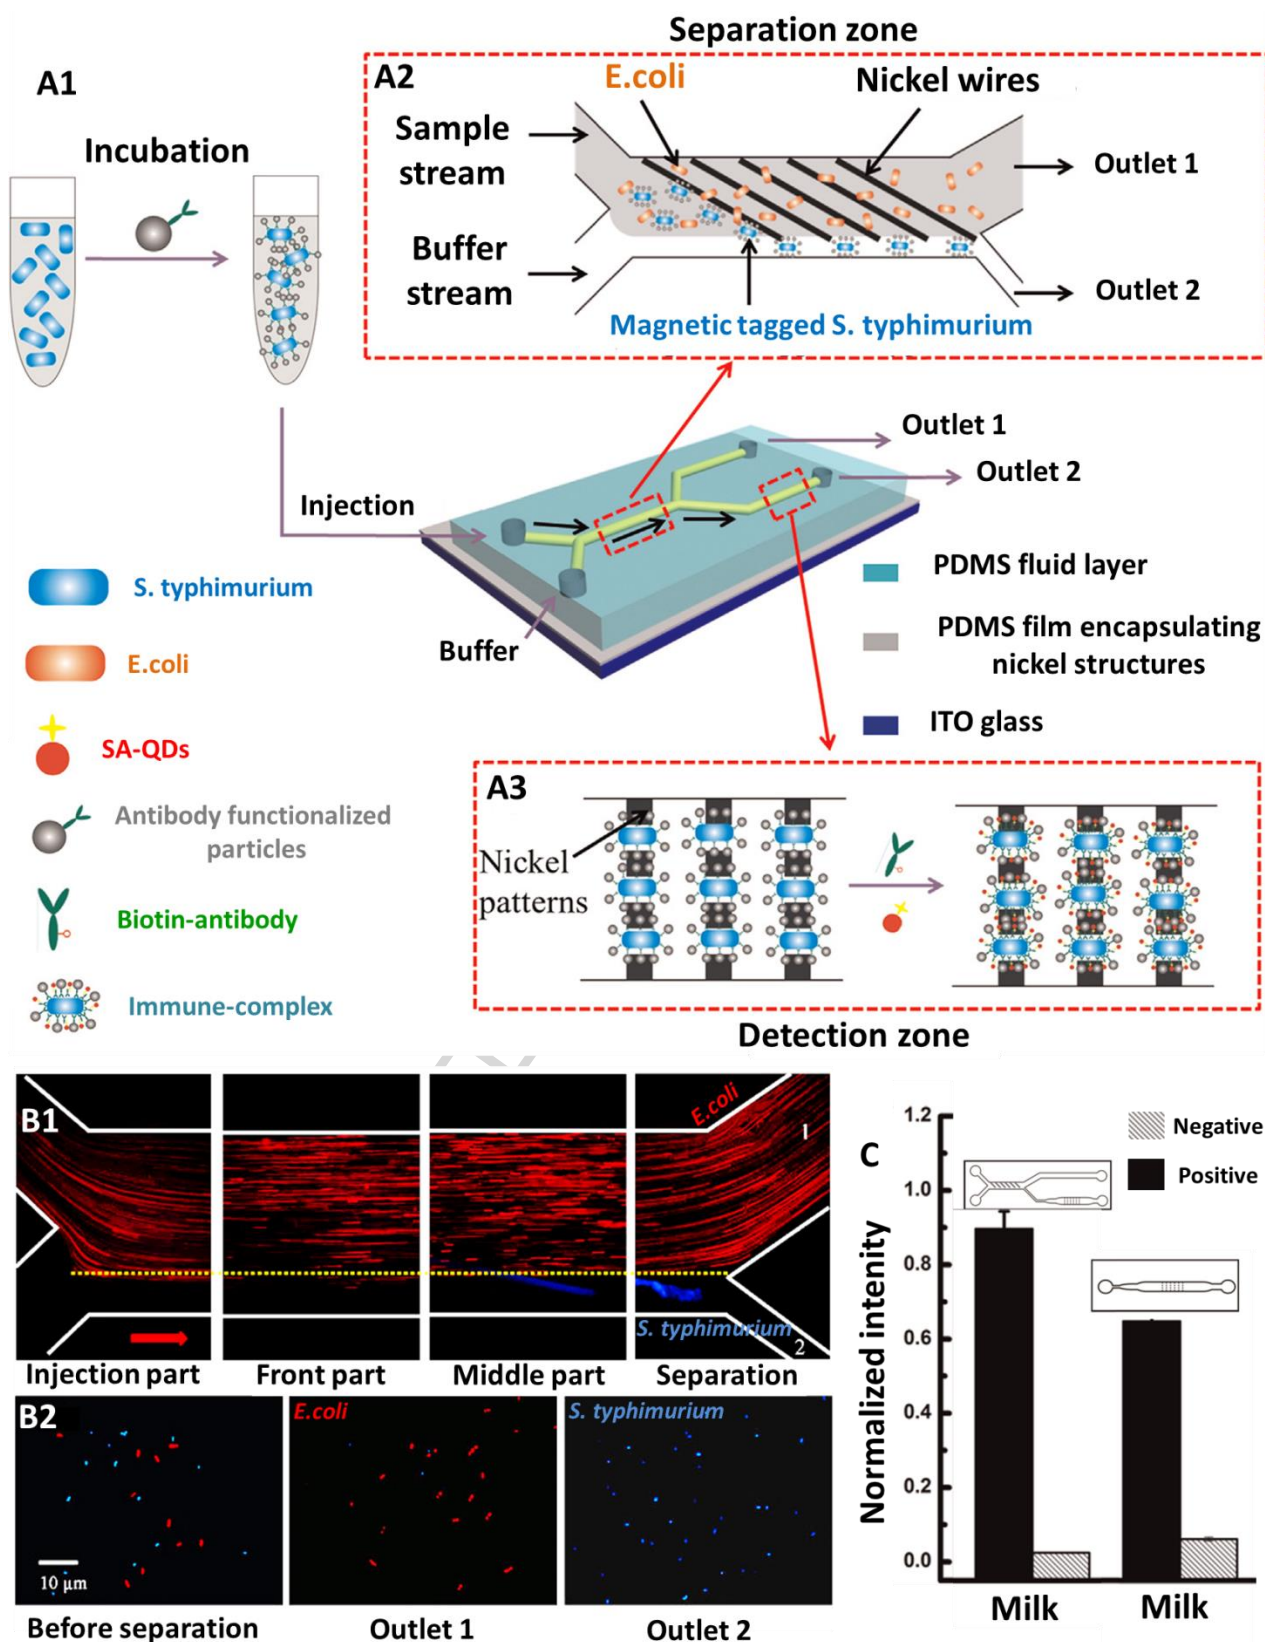 Separation zone
A1
A2
E.coli
Nickel wires
Sample
stream
Incubation
Outlet 1
Buffer
stream
Outlet 2
Magnetic tagged S. typhimurium
Outlet 1
Outlet 2
Injection
Buffer
S. typhimurium
E.coli
SA-QDs
Antibody functionalized
particles
Biotin-antibody
Immune-complex
PDMS fluid layer
PDMS film encapsulating
nickel structures
ITO glass
A3
Nickel
patterns
Detection zone
B1
E.coli
1
S. typhimurium
2
Injection part
Front part
Middle part
Separation
B2
E.coli
S. typhimurium
10 µm
Before separation
Outlet 1
Outlet 2
C
Negative
Positive
Normalized intensity
1.2
1.0
0.8
0.6
0.4
0.2
0.0
Milk
Milk